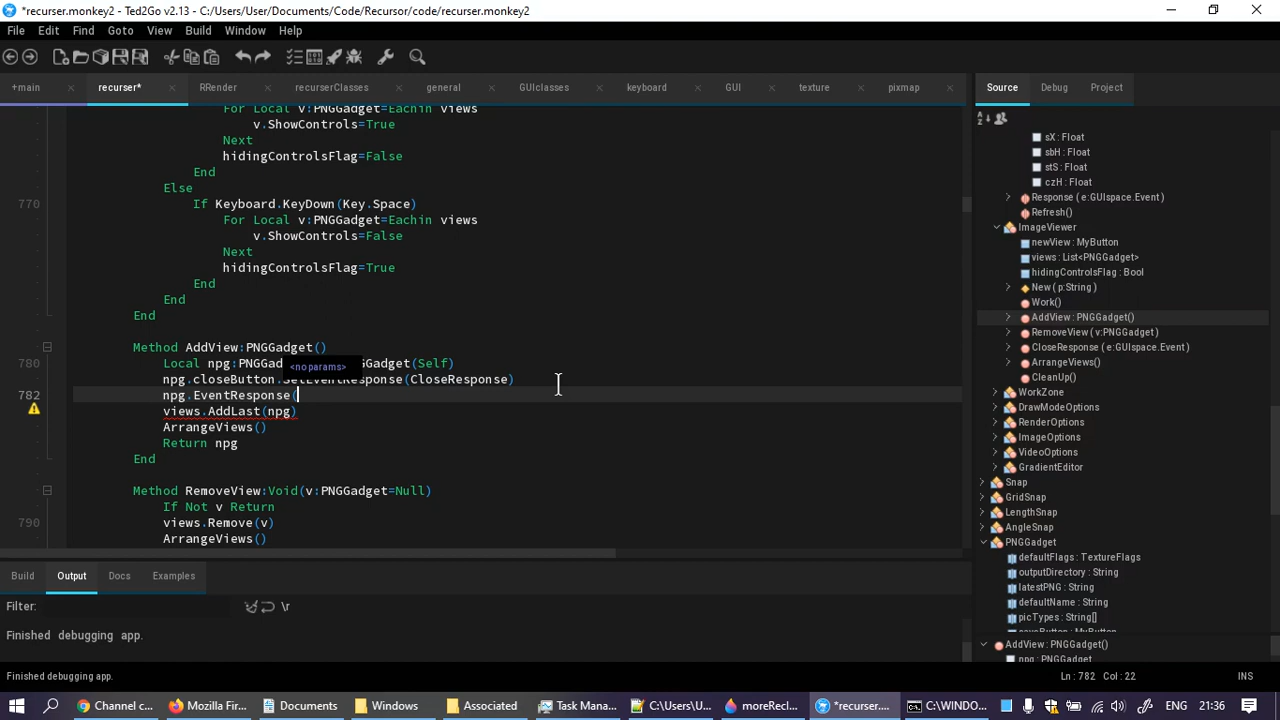 *recurser.monkey2 - Ted2Go v2.13 - C:/Users/User/Documents/Code/Recursor/code/recurser.monkey2
File Edit Find Goto View Build Window Help
+main recurser* RRender recurserClasses general GUIclasses keyboard GUI texture pixmap
Source Debug Project
For Local v:PNGGadget=Eachin views
v.ShowControls=True
Next
hidingControlsFlag=False
End
Else
770 If Keyboard.KeyDown(Key.Space)
For Local v:PNGGadget=Eachin views
v.ShowControls=False
Next
hidingControlsFlag=True
End
End
End
Method AddView:PNGGadget()
780 Local npg:PNGGad <no params> GGadget(Self)
npg.closeButton.SetEventResponse(CloseResponse)
782 npg.EventResponse(
views.AddLast(npg)
ArrangeViews()
Return npg
End
Method RemoveView:Void(v:PNGGadget=Null)
If Not v Return
790 views.Remove(v)
ArrangeViews()
sX : Float
sbH : Float
stS : Float
czH : Float
Response ( e:GUIspace.Event )
Refresh()
ImageViewer
newView : MyButton
views : List<PNGGadget>
hidingControlsFlag : Bool
New ( p:String )
Work()
AddView : PNGGadget()
RemoveView ( v:PNGGadget )
CloseResponse ( e:GUIspace.Event )
ArrangeViews()
CleanUp()
WorkZone
DrawModeOptions
RenderOptions
ImageOptions
VideoOptions
GradientEditor
Snap
GridSnap
LengthSnap
AngleSnap
PNGGadget
defaultFlags : TextureFlags
outputDirectory : String
latestPNG : String
defaultName : String
picTypes : String[]
AddView : PNGGadget()
npg : PNGGadget
Build Output Docs Examples
Filter: \r
Finished debugging app.
Finished debugging app. Ln : 782 Col : 22 INS
Channel c... Mozilla Firef... Documents Windows Associated Task Mana... C:\Users\U... moreRecl... *recurser.m... C:\WINDO... ENG 21:36